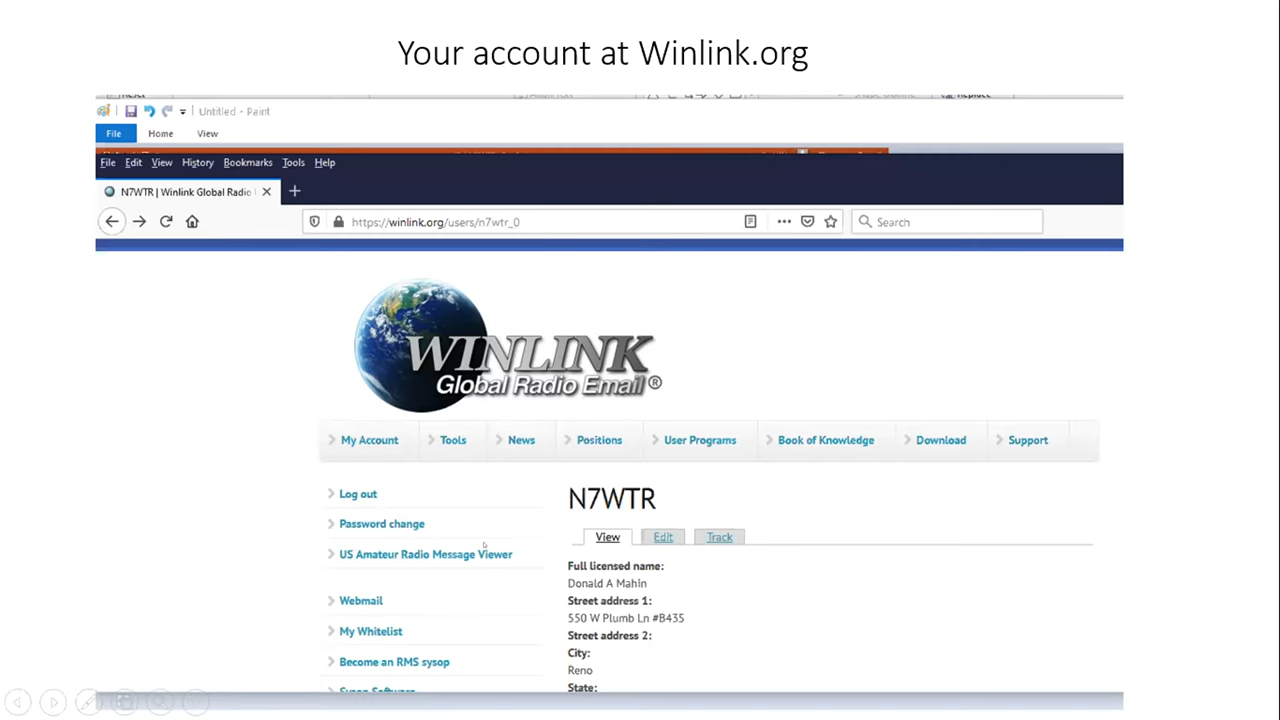 Your account at Winlink.org
Untitled - Paint
File Home View
File Edit View History Bookmarks Tools Help
N7WTR | Winlink Global Radio
https://winlink.org/users/n7wtr_0
Search
WINLINK
Global Radio Email ®
My Account Tools News Positions User Programs Book of Knowledge Download Support
Log out
Password change
US Amateur Radio Message Viewer
Webmail
My Whitelist
Become an RMS sysop
N7WTR
View Edit Track
Full licensed name:
Donald A Mahin
Street address 1:
550 W Plumb Ln #B435
Street address 2:
City:
Reno
State: